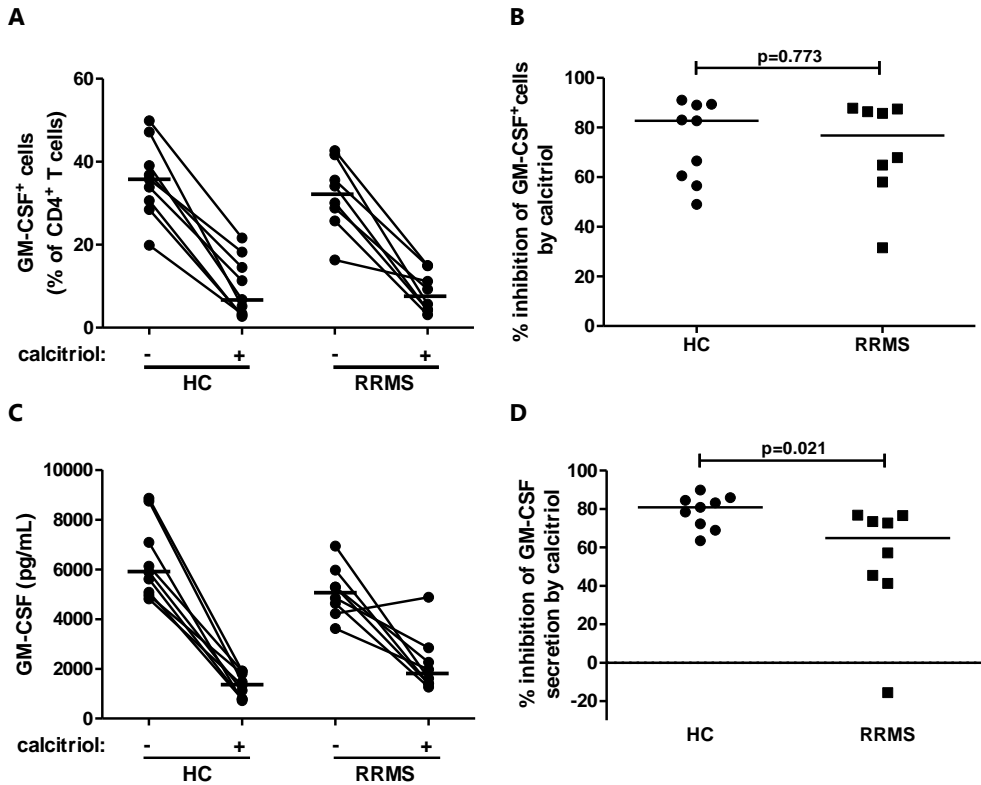 A
GM-CSF⁺ cells
(% of CD4⁺ T cells)
60
40
20
0
calcitriol: - + - +
HC RRMS
B
p=0.773
% inhibition of GM-CSF⁺cells
by calcitriol
100
80
60
40
20
0
HC RRMS
C
GM-CSF (pg/mL)
10000
8000
6000
4000
2000
0
calcitriol: - + - +
HC RRMS
D
p=0.021
% inhibition of GM-CSF
secretion by calcitriol
100
80
60
40
20
0
-20
HC RRMS